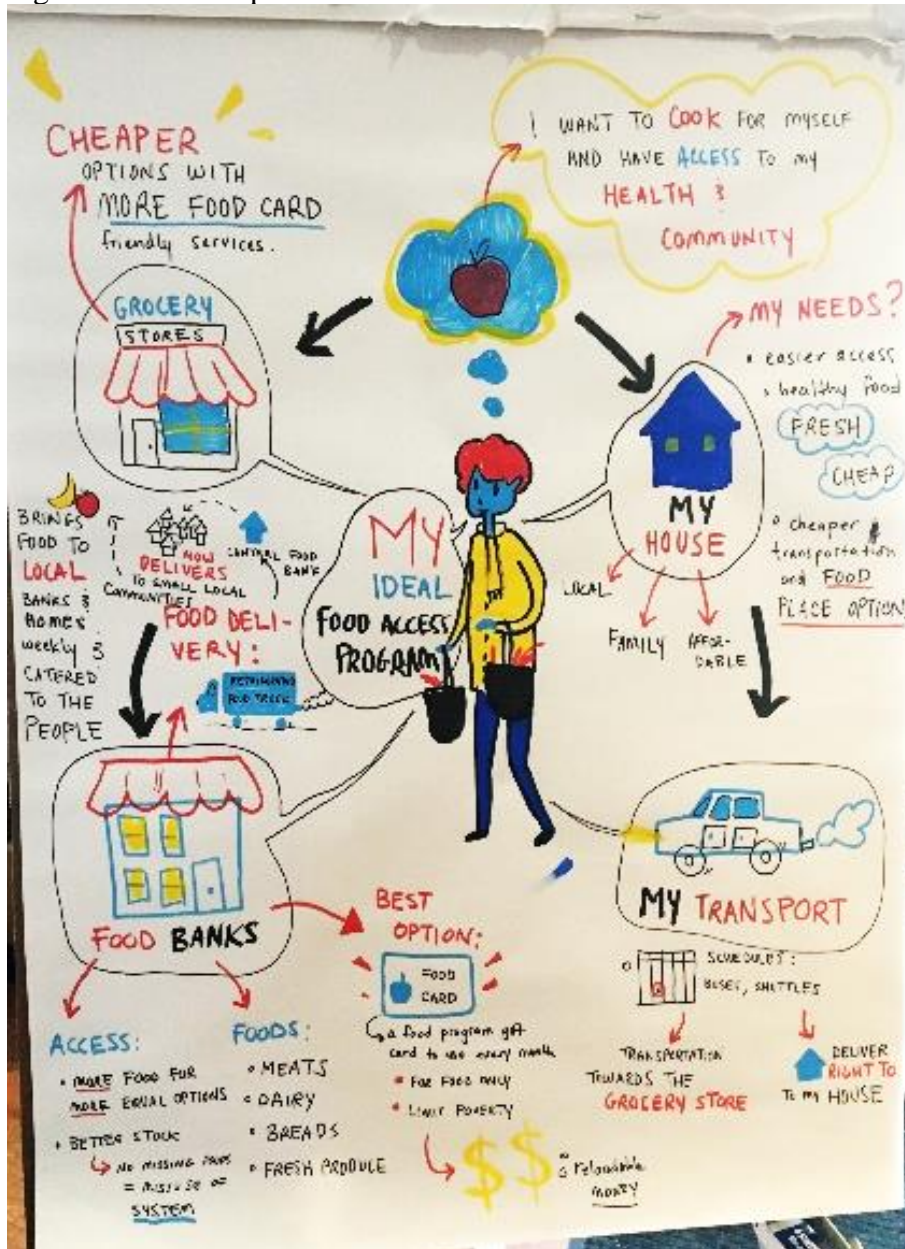 CHEAPER
OPTIONS WITH
MORE FOOD CARD
friendly services.
I WANT TO COOK FOR MYSELF
AND HAVE ACCESS TO MY
HEALTH &
COMMUNITY
GROCERY
STORES
MY NEEDS?
easier access
healthy food
FRESH
CHEAP
cheaper
transportation
and FOOD
PLACE OPTION
MY
HOUSE
LOCAL
FAMILY
AFFOR-
DABLE
MY
IDEAL
FOOD ACCESS
PROGRAM
BRINGS
FOOD TO
LOCAL
BANKS &
HOMES
weekly &
CATERED
TO THE
PEOPLE
NOW
DELIVERS
TO SMALL LOCAL
COMMUNITIES
CENTRAL FOOD
BANK
FOOD DELI-
VERY:
FOOD TRUCK
FOOD BANKS
MY TRANSPORT
SCHEDULES:
BUSES, SHUTTLES
TRANSPORTATION
TOWARDS THE
GROCERY STORE
DELIVER
RIGHT TO
TO MY HOUSE
BEST
OPTION:
FOOD
CARD
a food program gift
card to use every month
FOR FOOD ONLY
LIMIT POVERTY
$$
reloadable
money
ACCESS:
MORE FOOD FOR
MORE EQUAL OPTIONS
BETTER STOCK
NO MISSING
= MISUSE OF
SYSTEM
FOODS:
MEATS
DAIRY
BREADS
FRESH PRODUCE